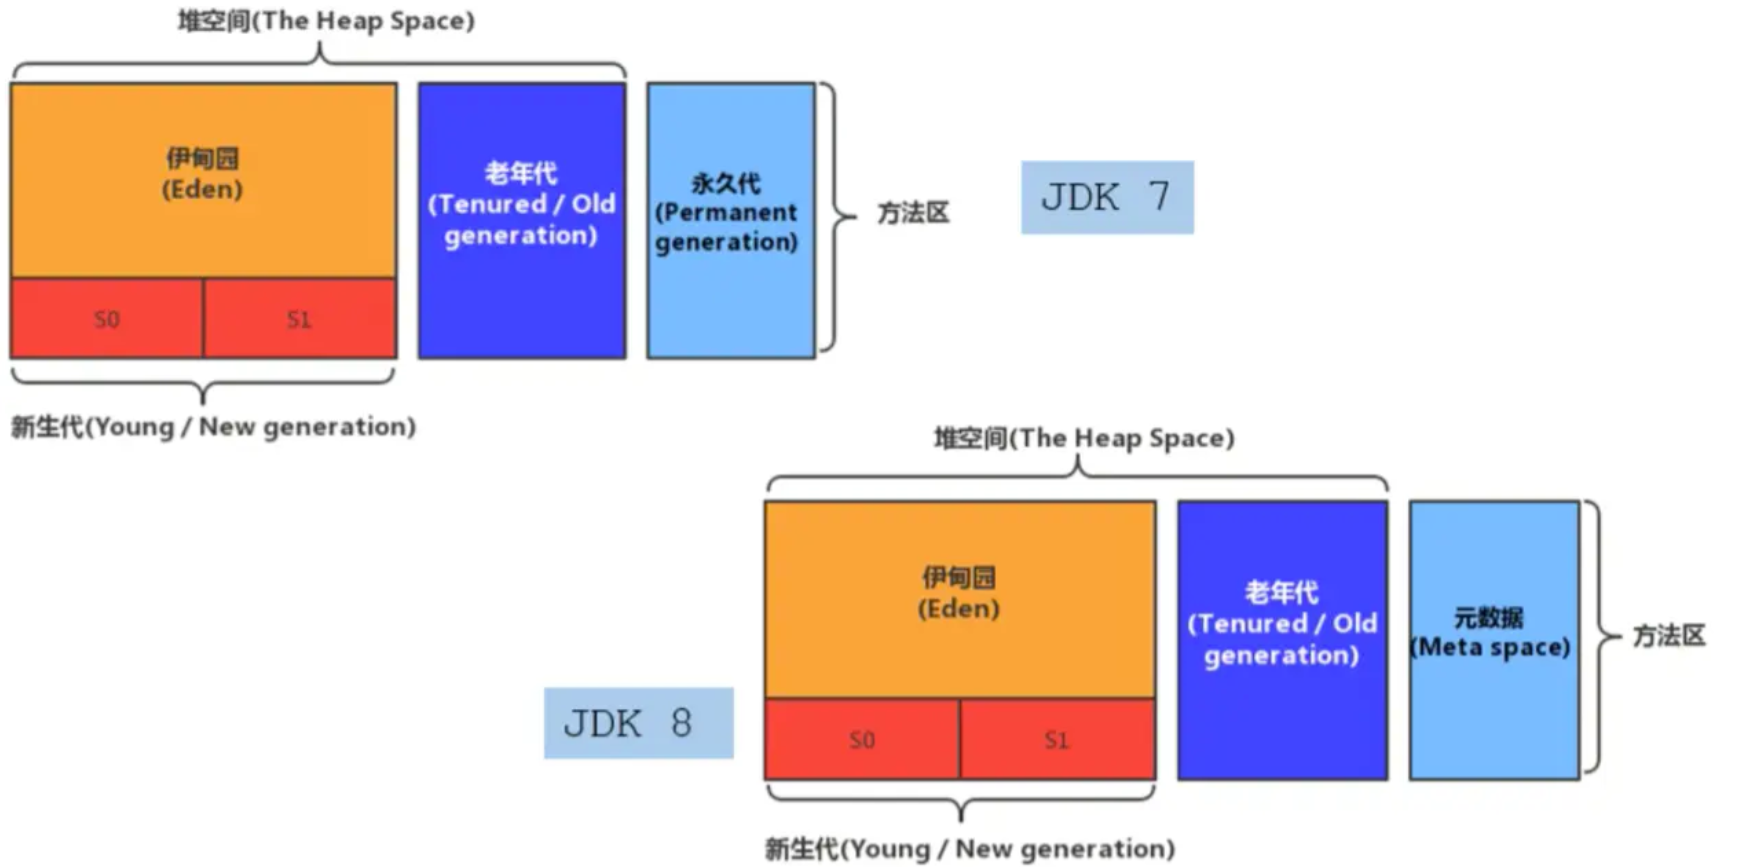 堆空间(The Heap Space)
伊甸园
(Eden)
S0
S1
老年代
(Tenured / Old
generation)
永久代
(Permanent
generation)
方法区
JDK 7
新生代(Young / New generation)
堆空间(The Heap Space)
伊甸园
(Eden)
S0
S1
老年代
(Tenured / Old
generation)
元数据
(Meta space)
方法区
JDK 8
新生代(Young / New generation)